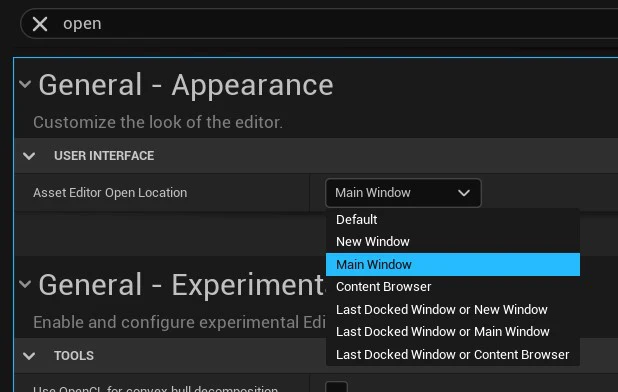 open
General - Appearance
Customize the look of the editor.
USER INTERFACE
Asset Editor Open Location
Main Window
Default
New Window
Main Window
Content Browser
Last Docked Window or New Window
Last Docked Window or Main Window
Last Docked Window or Content Browser
General - Experiment
Enable and configure experimental Edi
TOOLS
Use OpenCL for convex hull decomposition